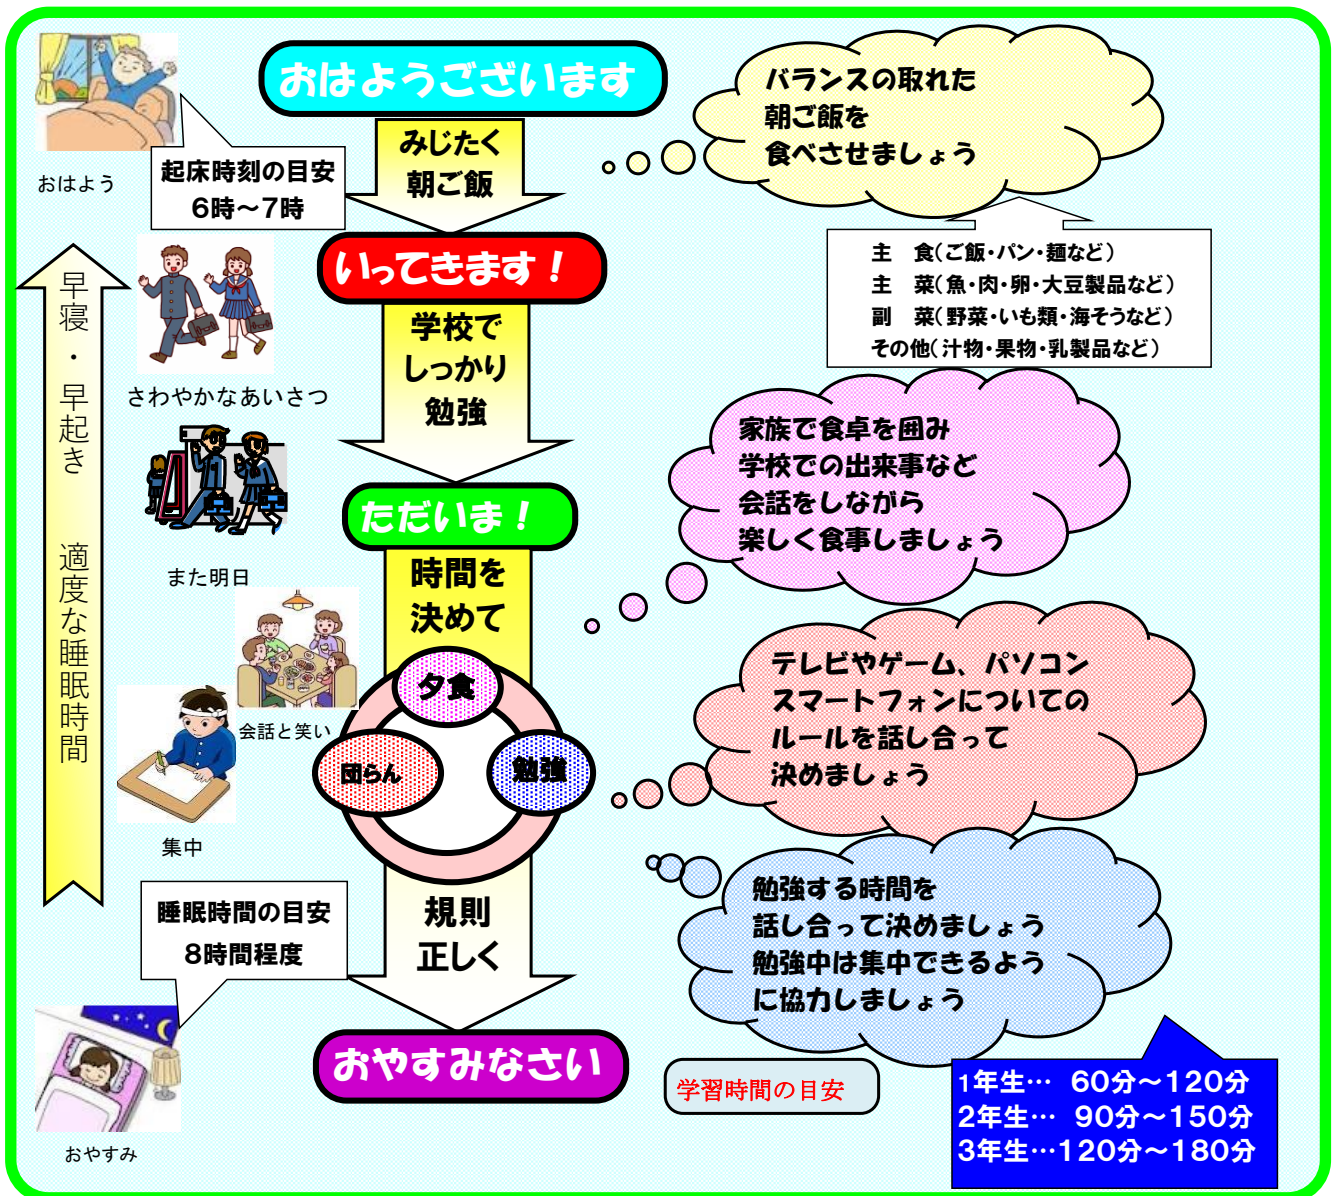 おはようございます
みじたく
朝ご飯
バランスの取れた
朝ご飯を
食べさせましょう
おはよう
起床時刻の目安
6時～7時
主　食(ご飯・パン・麺など)
主　菜(魚・肉・卵・大豆製品など)
副　菜(野菜・いも類・海そうなど)
その他(汁物・果物・乳製品など)
いってきます！
学校で
しっかり
勉強
さわやかなあいさつ
早寝・早起き　適度な睡眠時間
家族で食卓を囲み
学校での出来事など
会話をしながら
楽しく食事しましょう
ただいま！
また明日
時間を
決めて
夕食
団らん
勉強
会話と笑い
集中
テレビやゲーム、パソコン
スマートフォンについての
ルールを話し合って
決めましょう
規則
正しく
睡眠時間の目安
8時間程度
勉強する時間を
話し合って決めましょう
勉強中は集中できるよう
に協力しましょう
おやすみなさい
おやすみ
学習時間の目安
1年生… 60分～120分
2年生… 90分～150分
3年生…120分～180分